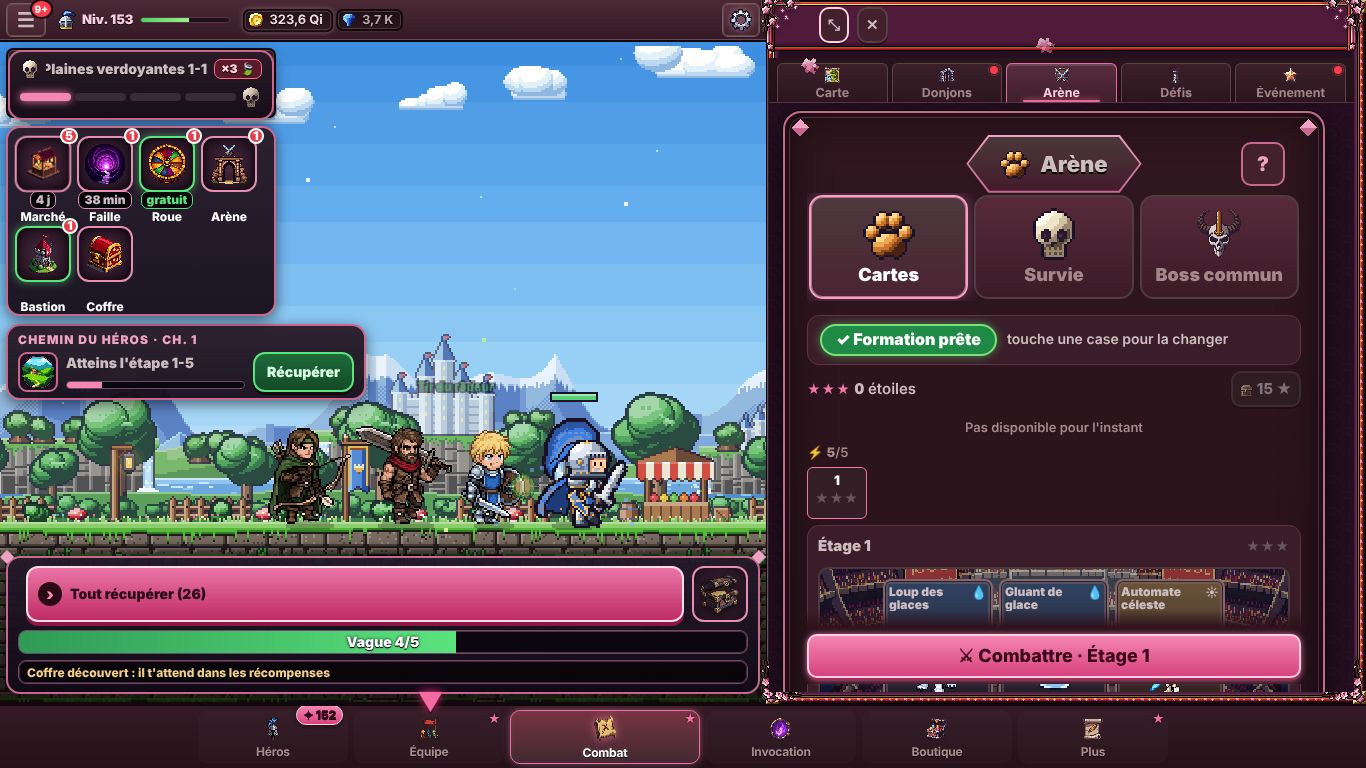 9+
Niv. 153
323,6 Qi
3,7 K
Plaines verdoyantes 1-1
×3
5
1
1
1
4 j
38 min
gratuit
Marché
Faille
Roue
Arène
1
Bastion
Coffre
CHEMIN DU HÉROS · CH. 1
Atteins l'étape 1-5
Récupérer
Tout récupérer (26)
Vague 4/5
Coffre découvert : il t'attend dans les récompenses
Carte
Donjons
Arène
Défis
Événement
Arène
?
Cartes
Survie
Boss commun
✓ Formation prête
touche une case pour la changer
★★★ 0 étoiles
15 ★
Pas disponible pour l'instant
⚡ 5/5
1
★★★
Étage 1
★★★
Loup des glaces
Gluant de glace
Automate céleste
⚔ Combattre · Étage 1
152
Héros
Équipe
Combat
Invocation
Boutique
Plus